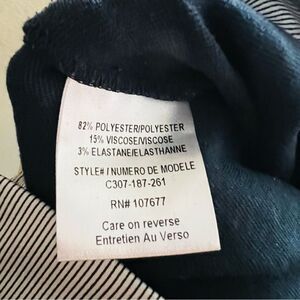 82% POLYESTER/POLYESTER
15% VISCOSE/VISCOSE
3% ELASTANE/ELASTHANNE
STYLE# / NUMERO DE MODELE
C307-187-261
RN# 107677
Care on reverse
Entretien Au Verso